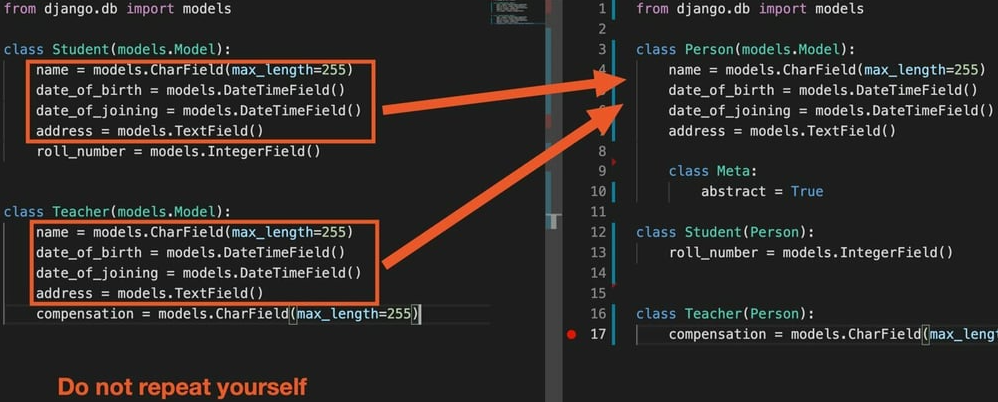 from django.db import models
class Student(models.Model):
name = models.CharField(max_length=255)
date_of_birth = models.DateTimeField()
date_of_joining = models.DateTimeField()
address = models.TextField()
roll_number = models.IntegerField()
class Teacher(models.Model):
name = models.CharField(max_length=255)
date_of_birth = models.DateTimeField()
date_of_joining = models.DateTimeField()
address = models.TextField()
compensation = models.CharField(max_length=255)
Do not repeat yourself
1 from django.db import models
2
3 class Person(models.Model):
name = models.CharField(max_length=255)
date_of_birth = models.DateTimeField()
date_of_joining = models.DateTimeField()
address = models.TextField()
8
9 class Meta:
10 abstract = True
11
12 class Student(Person):
13 roll_number = models.IntegerField()
14
15
16 class Teacher(Person):
17 compensation = models.CharField(